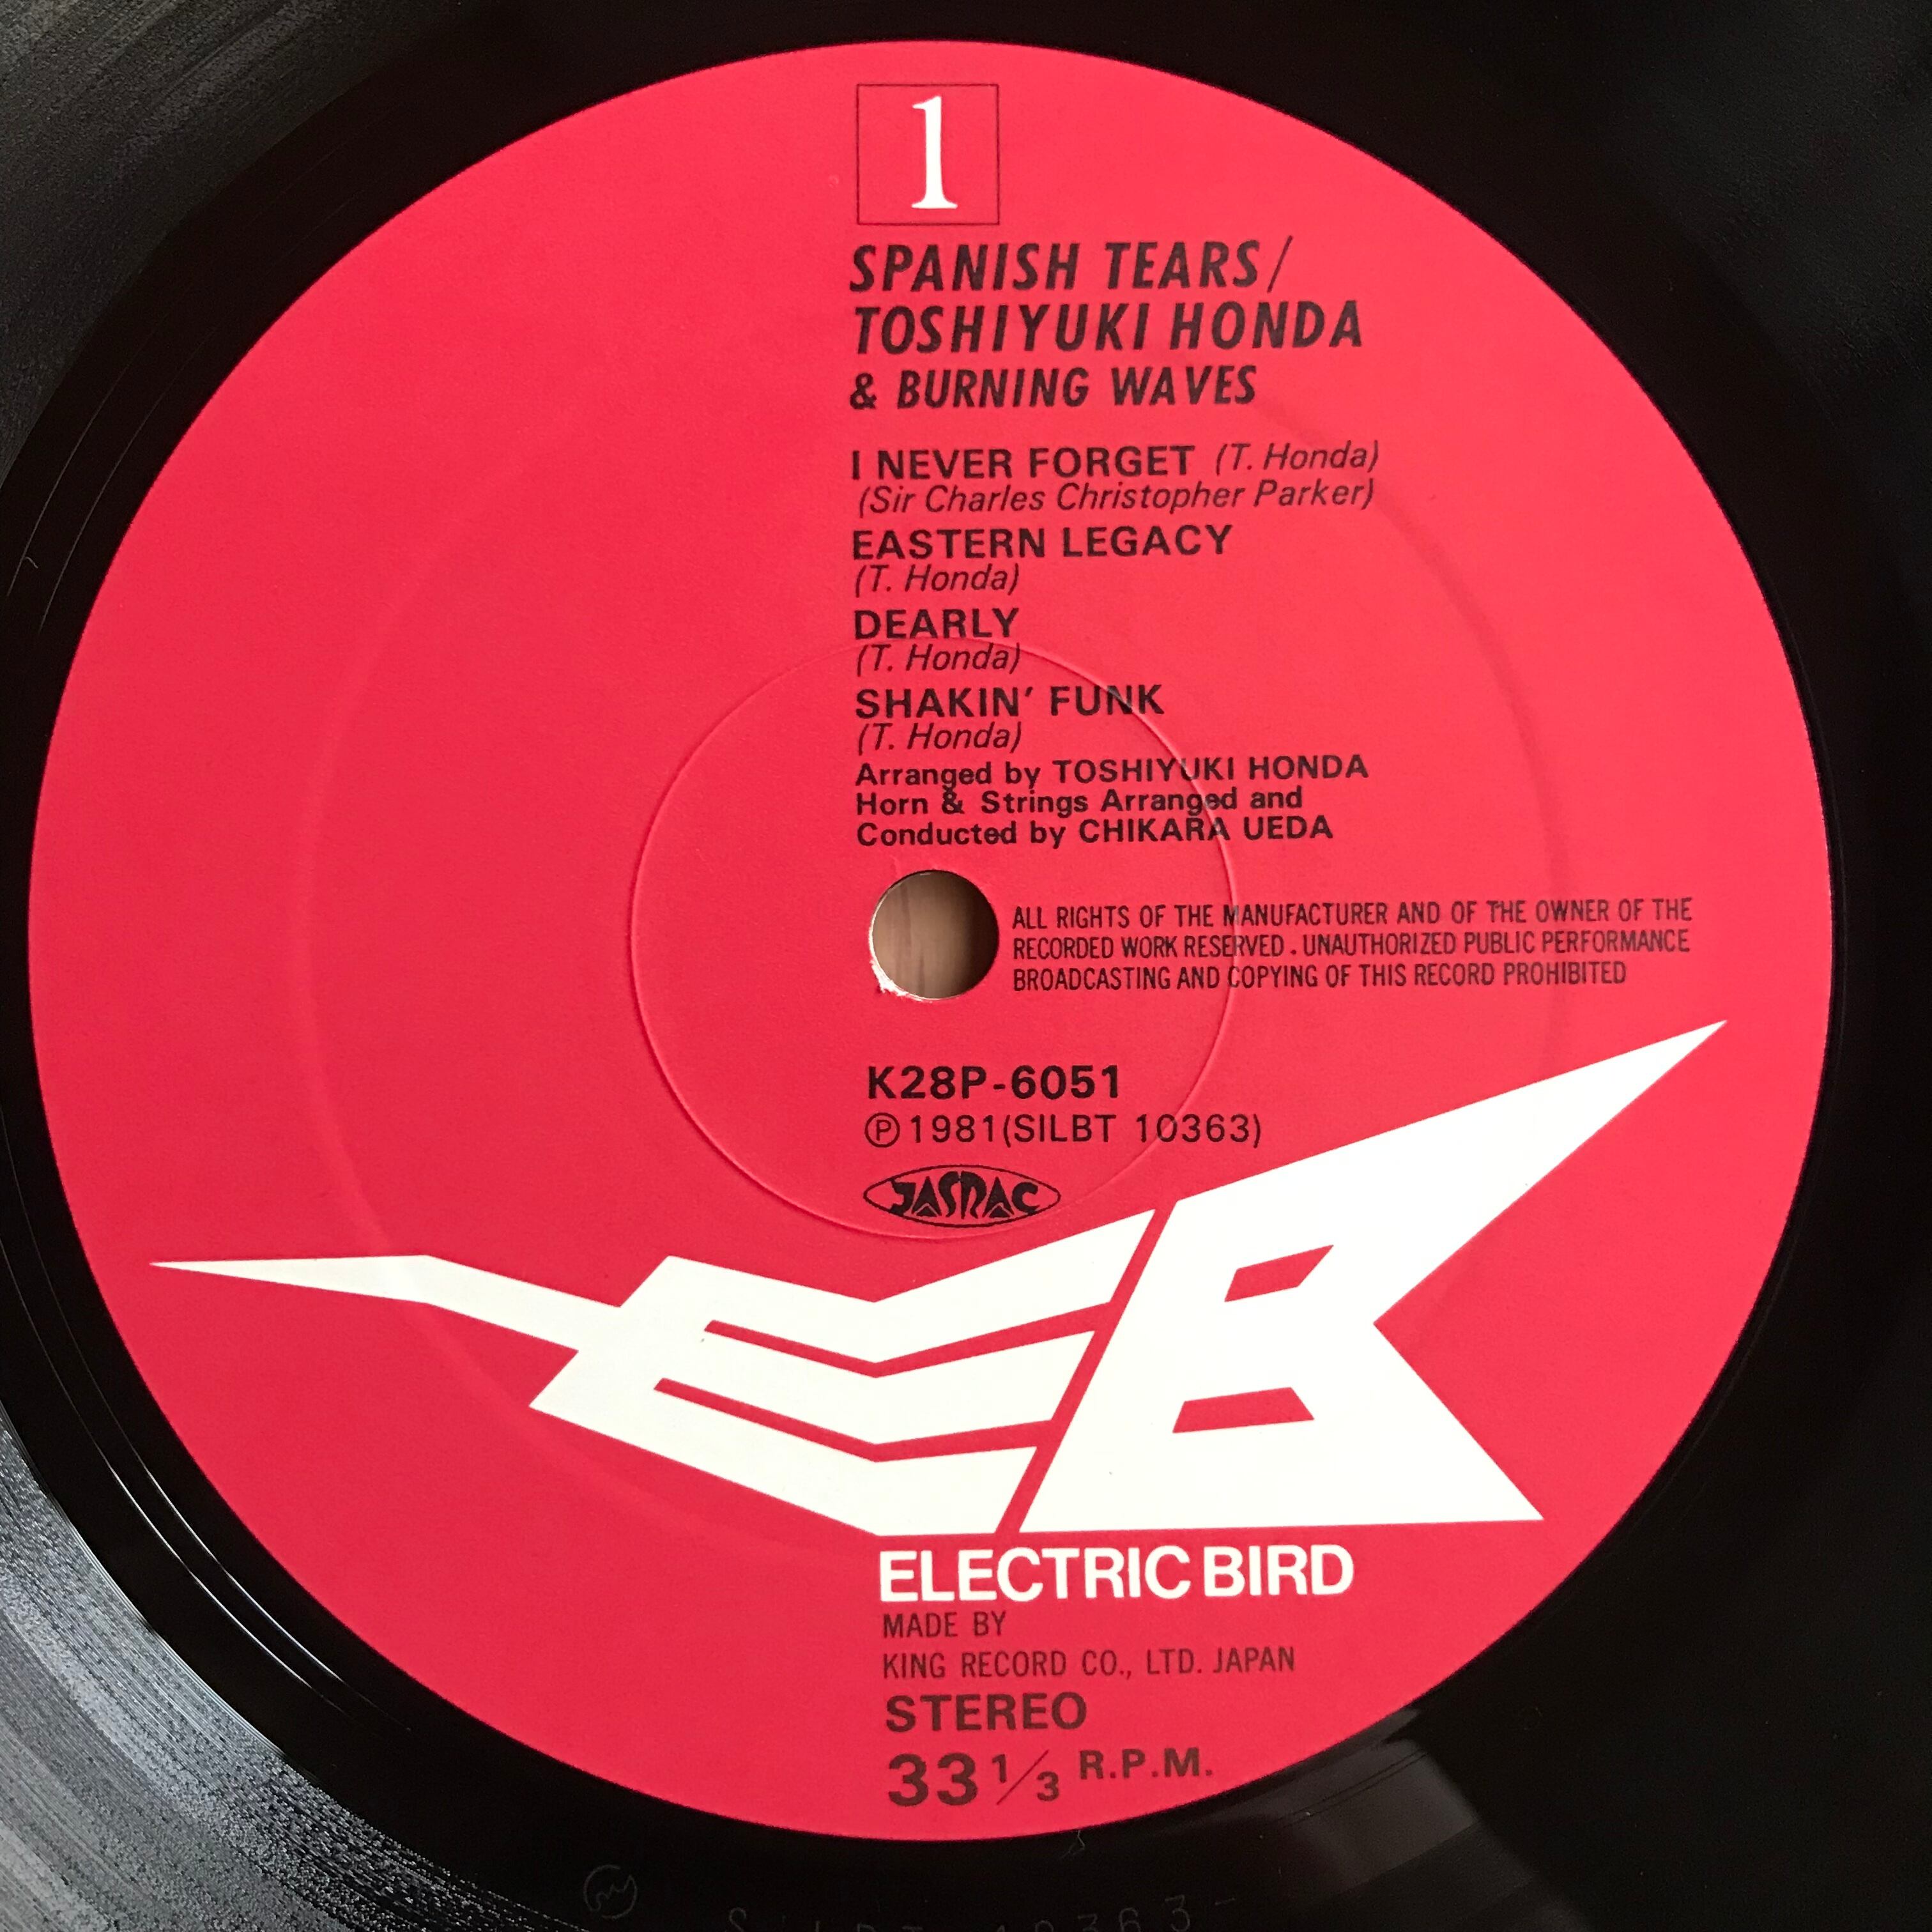 1
SPANISH TEARS/
TOSHIYUKI HONDA
& BURNING WAVES
I NEVER FORGET (T. Honda)
(Sir Charles Christopher Parker)
EASTERN LEGACY
(T. Honda)
DEARLY
(T. Honda)
SHAKIN' FUNK
(T. Honda)
Arranged by TOSHIYUKI HONDA
Horn & Strings Arranged and
Conducted by CHIKARA UEDA
ALL RIGHTS OF THE MANUFACTURER AND OF THE OWNER OF THE
RECORDED WORK RESERVED. UNAUTHORIZED PUBLIC PERFORMANCE
BROADCASTING AND COPYING OF THIS RECORD PROHIBITED
K28P-6051
Ⓟ1981(SILBT 10363)
JASRAC
EB
ELECTRIC BIRD
MADE BY
KING RECORD CO., LTD. JAPAN
STEREO
33 1/3 R.P.M.